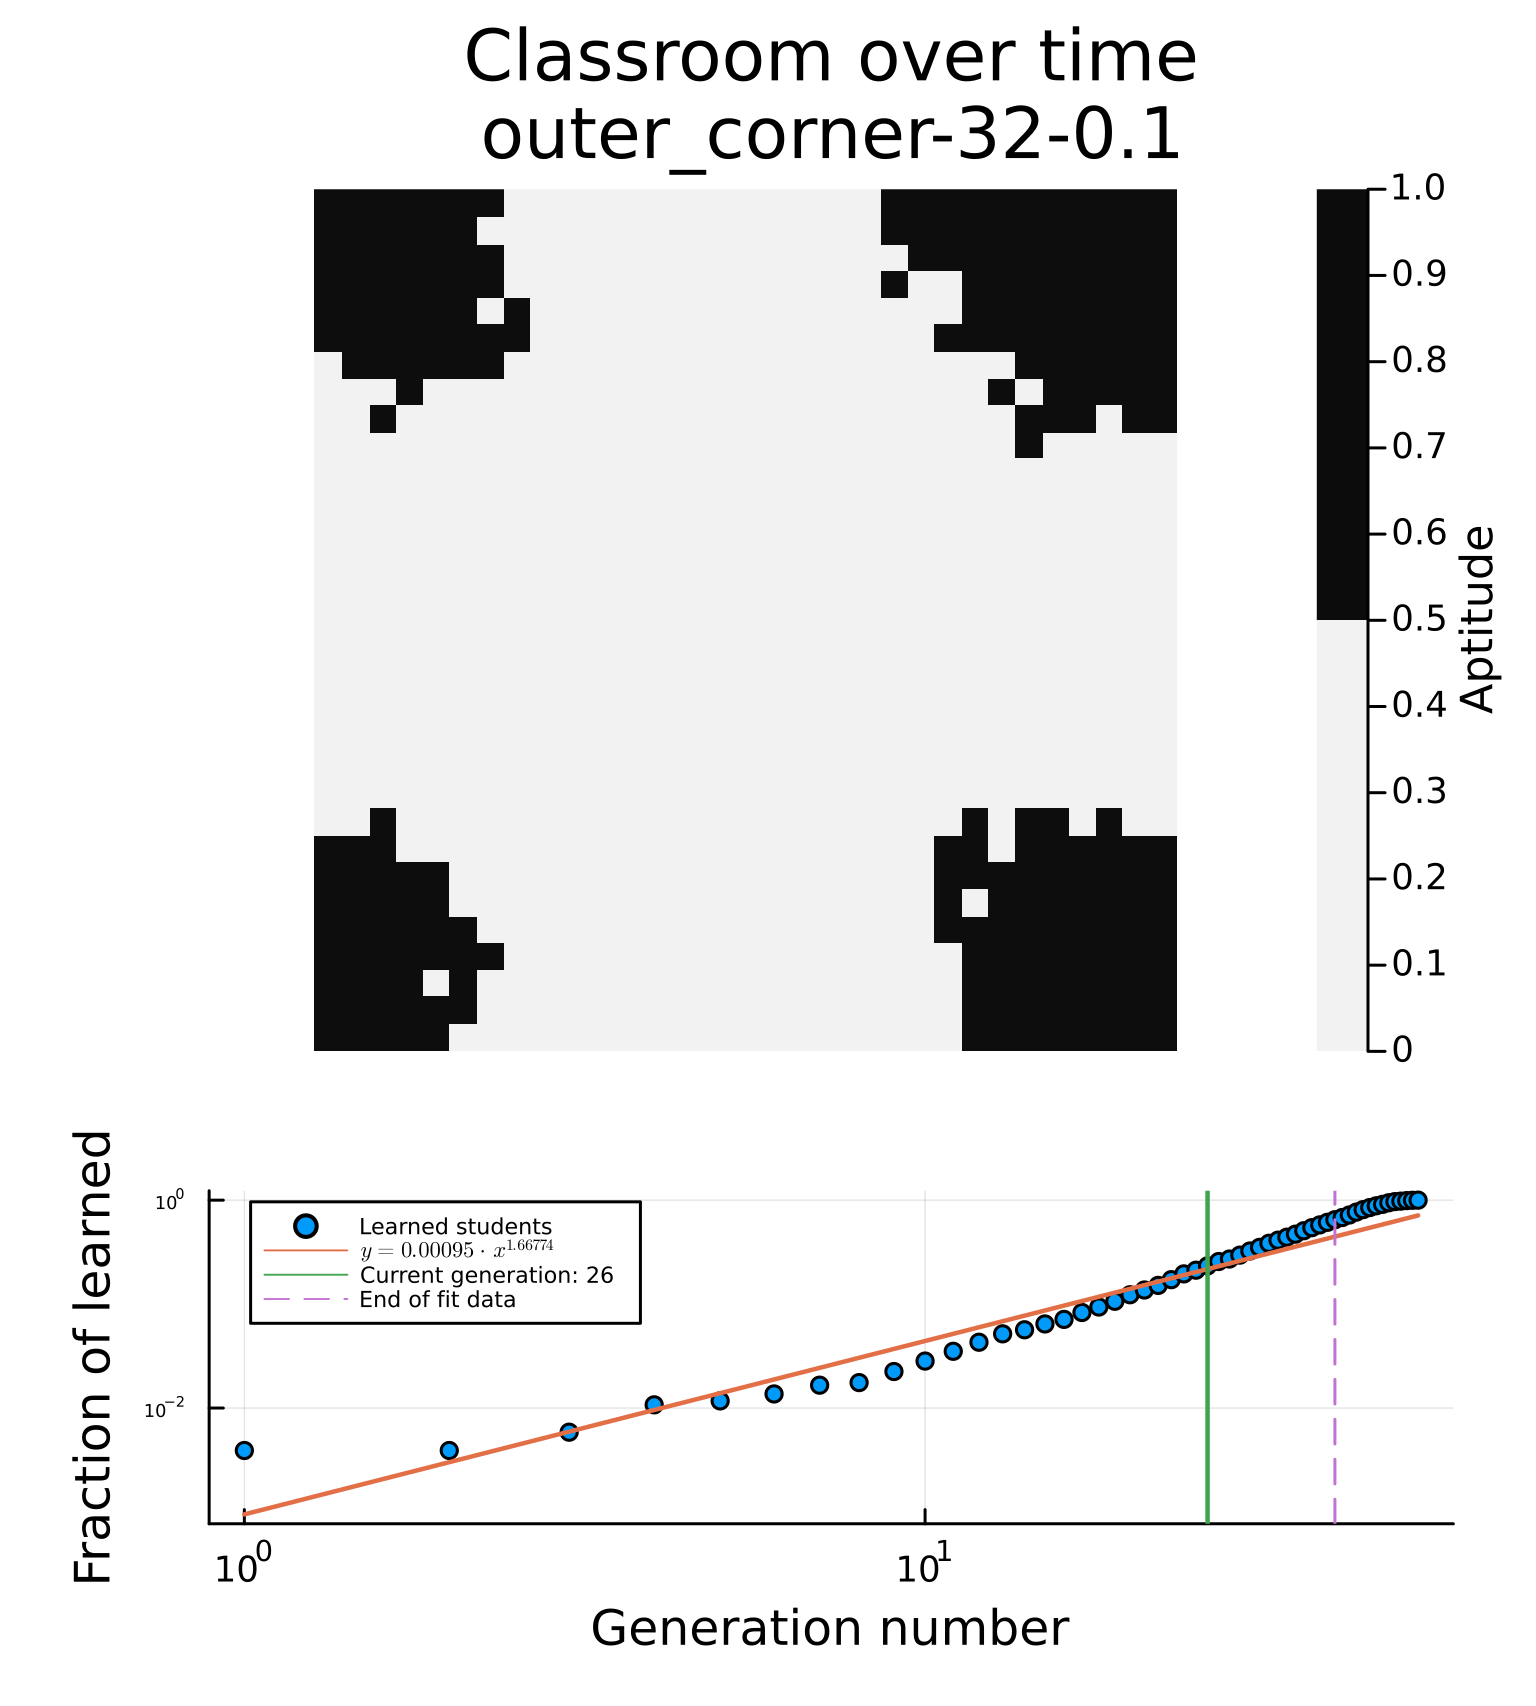 Classroom over time
outer_corner-32-0.1
1.0
0.9
0.8
0.7
0.6
0.5
0.4
0.3
0.2
0.1
0
Aptitude
Fraction of learned
10^0
10^-2
Learned students
y = 0.00095 · x^1.66774
Current generation: 26
End of fit data
10^0
10^1
Generation number